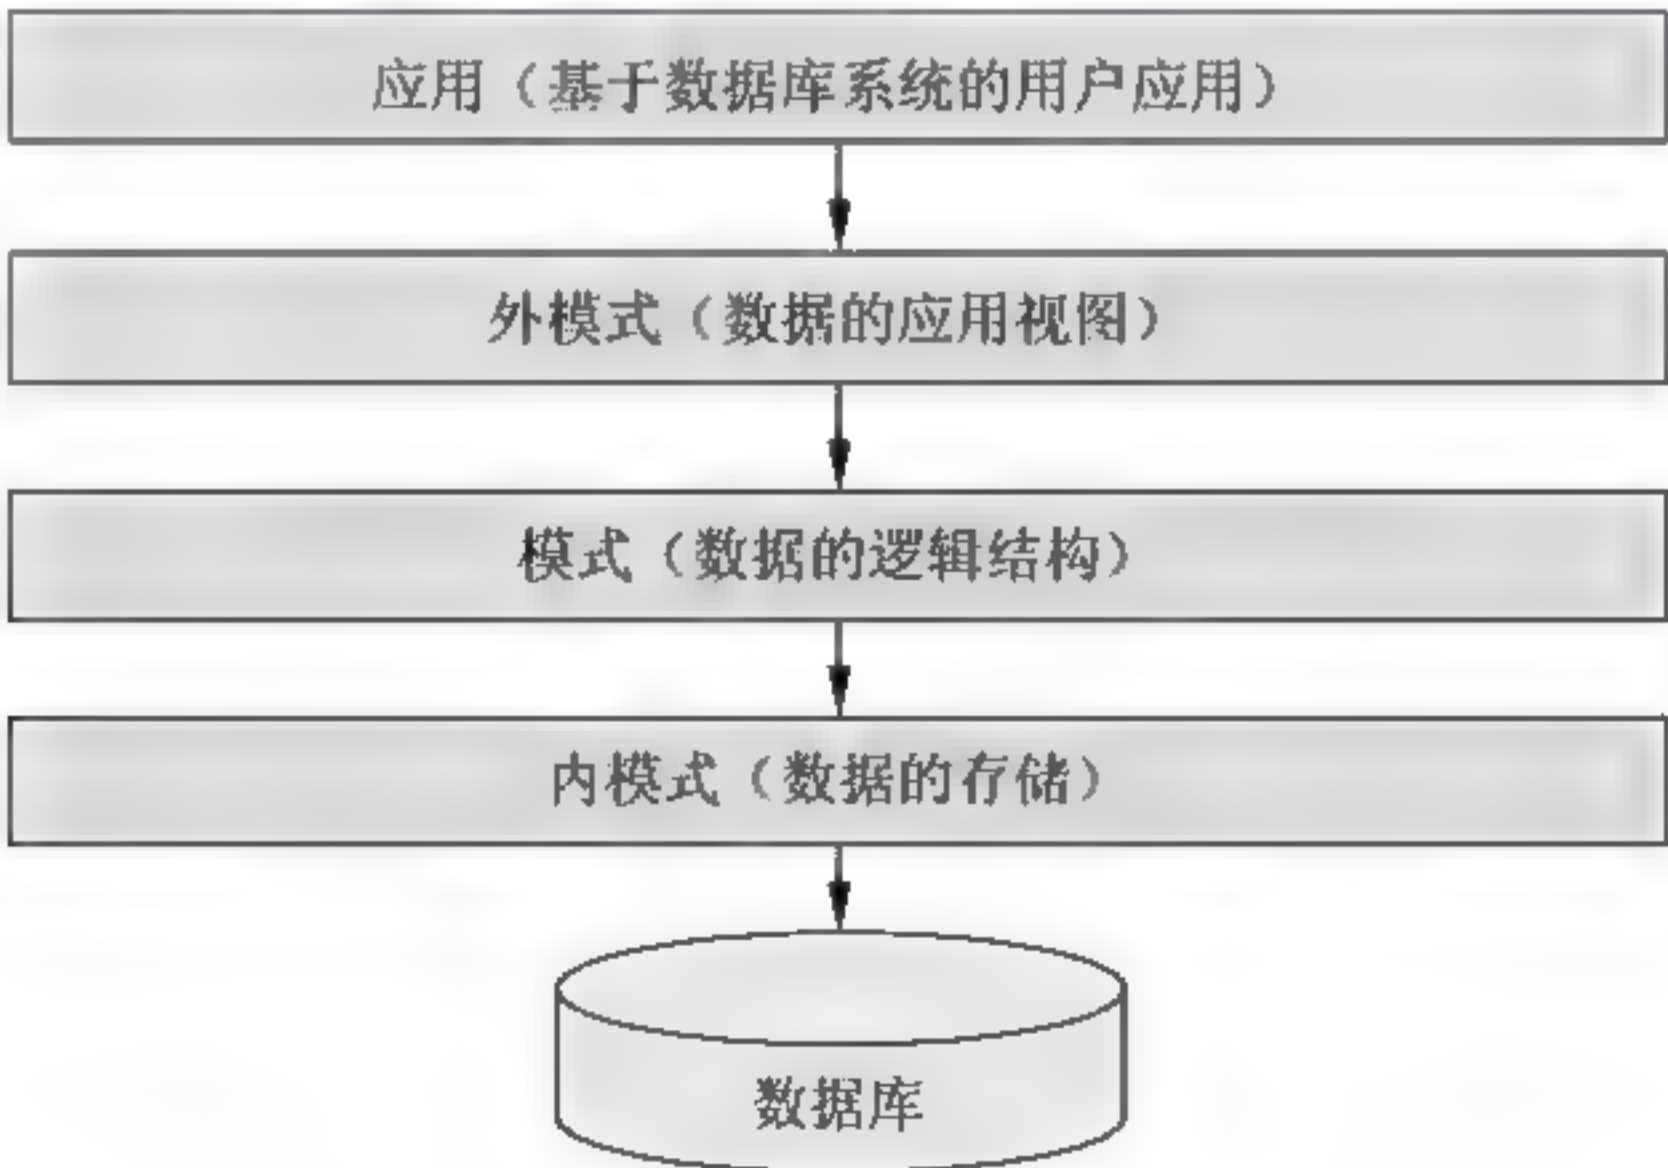 应用（基于数据库系统的用户应用）
外模式（数据的应用视图）
模式（数据的逻辑结构）
内模式（数据的存储）
数据库